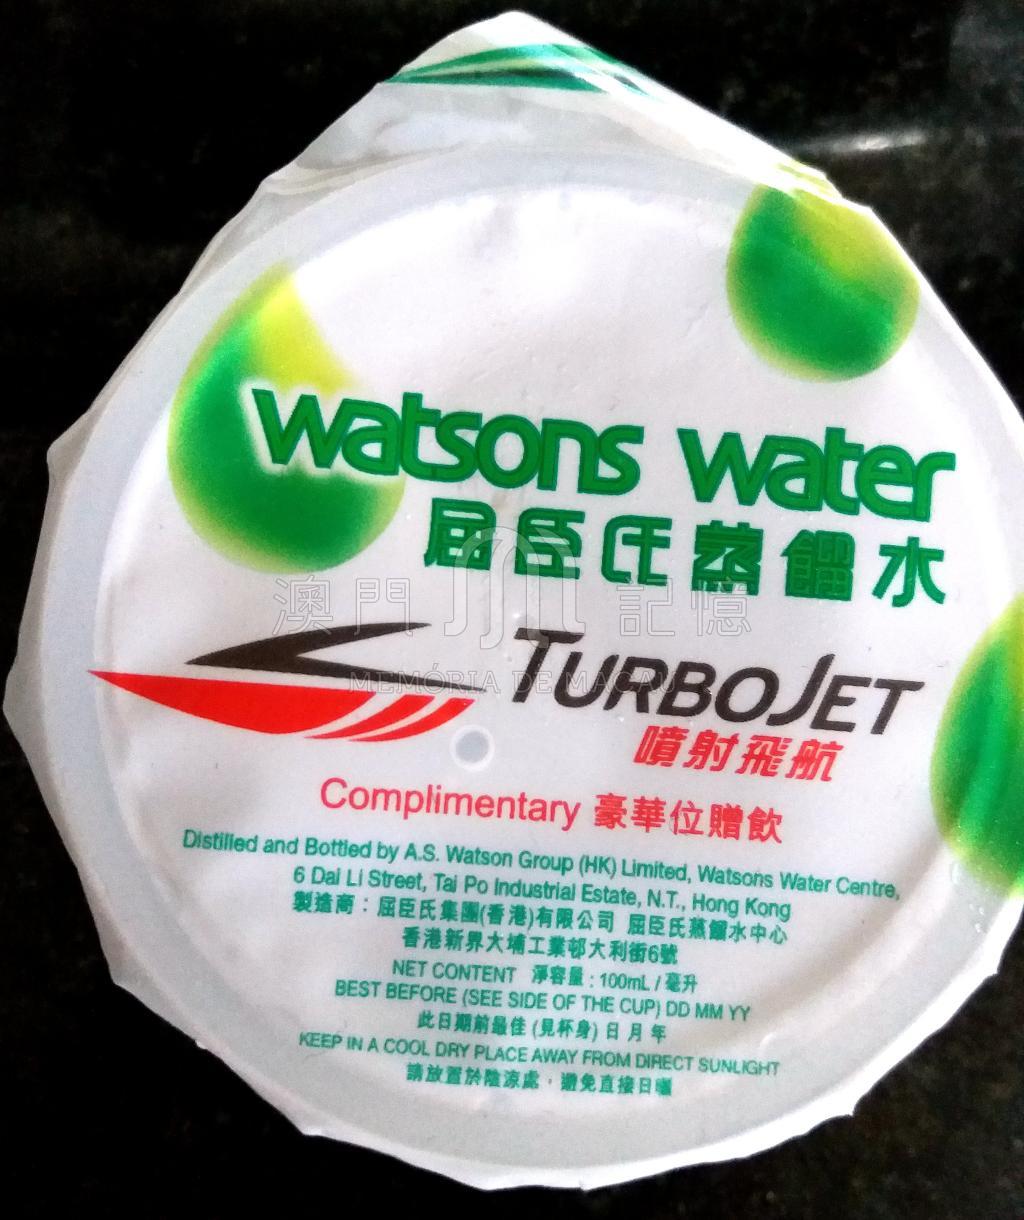 watsons water
屈臣氏蒸餾水
澳門記憶
MEMÓRIA DE MACAU
TURBOJET
噴射飛航
Complimentary 豪華位贈飲
Distilled and Bottled by A.S. Watson Group (HK) Limited, Watsons Water Centre,
6 Dai Li Street, Tai Po Industrial Estate, N.T., Hong Kong
製造商：屈臣氏集團(香港)有限公司 屈臣氏蒸餾水中心
香港新界大埔工業邨大利街6號
NET CONTENT 淨容量 : 100mL / 毫升
BEST BEFORE (SEE SIDE OF THE CUP) DD MM YY
此日期前最佳 (見杯身) 日 月 年
KEEP IN A COOL DRY PLACE AWAY FROM DIRECT SUNLIGHT
請放置於陰涼處，避免直接日曬